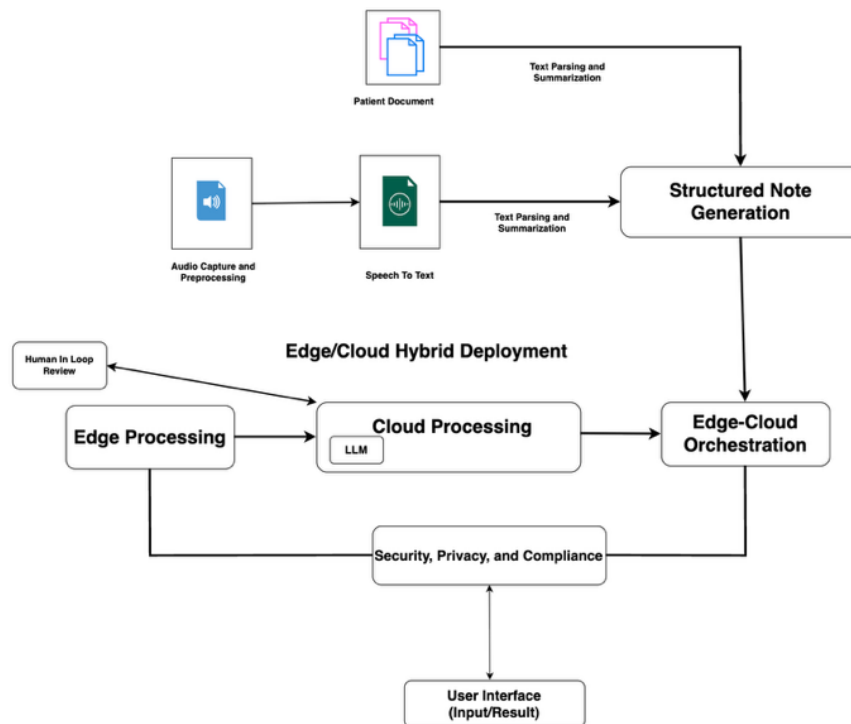 Patient Document
Text Parsing and
Summarization
Structured Note
Generation
Audio Capture and
Preprocessing
Speech To Text
Text Parsing and
Summarization
Edge/Cloud Hybrid Deployment
Human In Loop
Review
Edge Processing
Cloud Processing
LLM
Edge-Cloud
Orchestration
Security, Privacy, and Compliance
User Interface
(Input/Result)